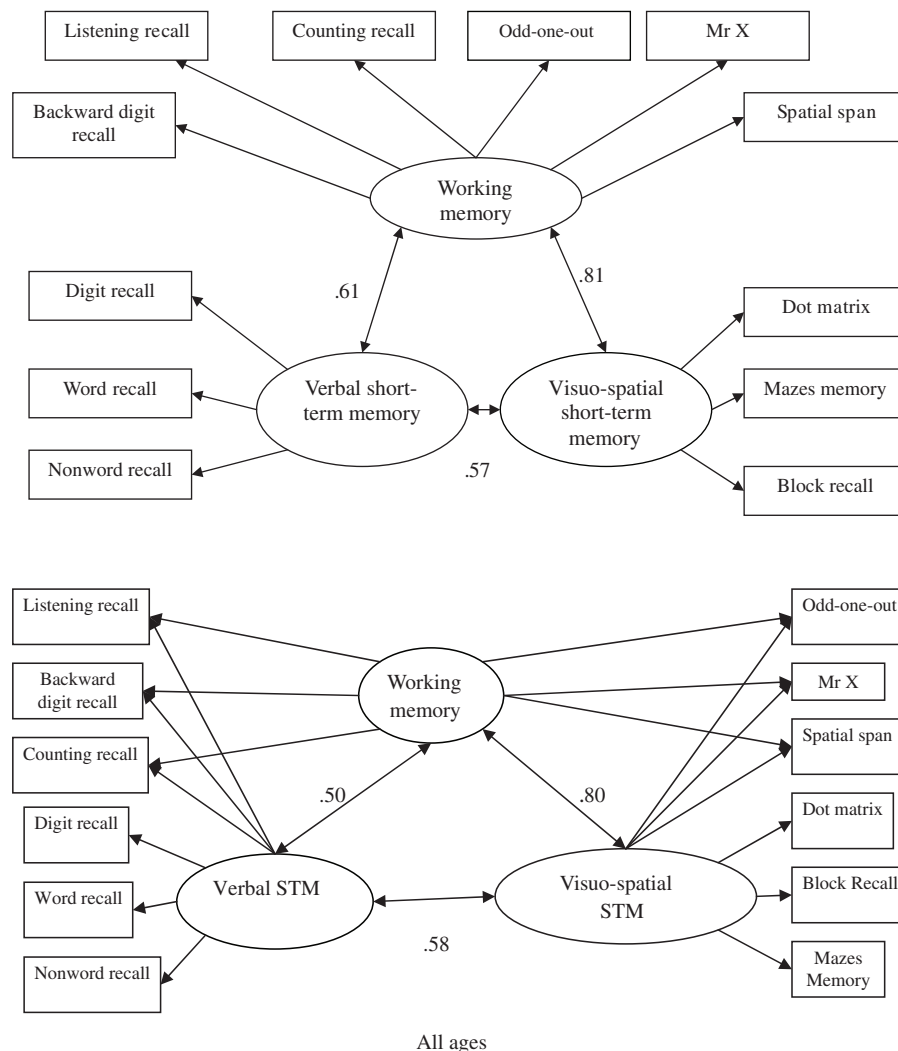 Listening recall
Counting recall
Odd-one-out
Mr X
Backward digit
recall
Spatial span
Working
memory
.61
.81
Digit recall
Dot matrix
Word recall
Verbal short-
term memory
Visuo-spatial
short-term
memory
Mazes memory
Nonword recall
.57
Block recall
Listening recall
Odd-one-out
Backward
digit recall
Working
memory
Mr X
Counting recall
Spatial span
.50
.80
Digit recall
Dot matrix
Word recall
Verbal STM
Visuo-spatial
STM
Block Recall
Nonword recall
.58
Mazes
Memory
All ages